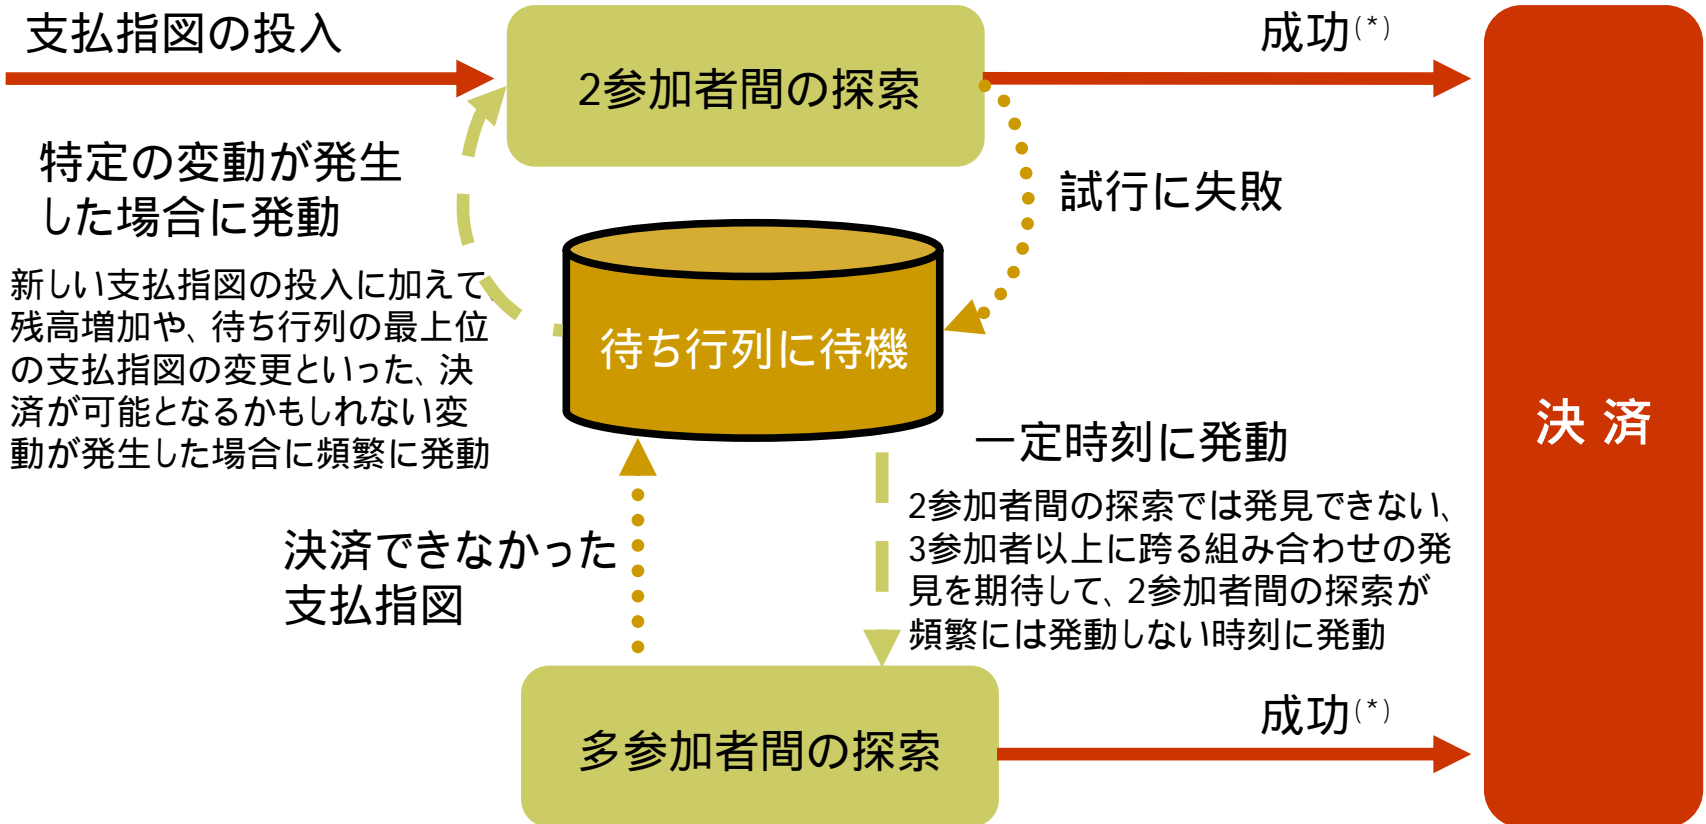 支払指図の投入
2参加者間の探索
成功(*)
特定の変動が発生
した場合に発動
試行に失敗
新しい支払指図の投入に加えて、
残高増加や、待ち行列の最上位
の支払指図の変更といった、決
済が可能となるかもしれない変
動が発生した場合に頻繁に発動
待ち行列に待機
決 済
一定時刻に発動
2参加者間の探索では発見できない、
3参加者以上に跨る組み合わせの発
見を期待して、2参加者間の探索が
頻繁には発動しない時刻に発動
決済できなかった
支払指図
多参加者間の探索
成功(*)